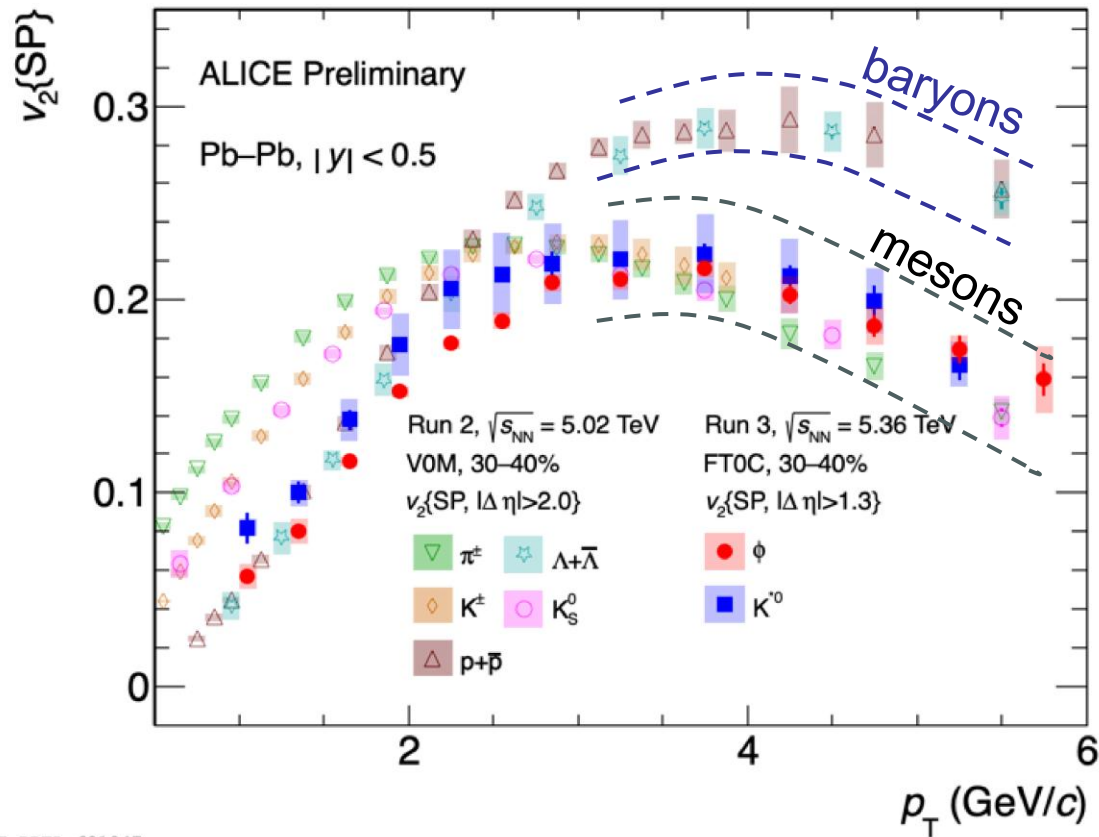 v₂{SP}
ALICE Preliminary
Pb–Pb, | y| < 0.5
baryons
mesons
0.3
0.2
0.1
0
Run 2, √sNN = 5.02 TeV
V0M, 30–40%
v₂{SP, |Δ η|>2.0}
π±
Λ+Λ̅
K±
K⁰S
p+p̅
Run 3, √sNN = 5.36 TeV
FT0C, 30–40%
v₂{SP, |Δ η|>1.3}
ϕ
K*⁰
2
4
6
pT (GeV/c)